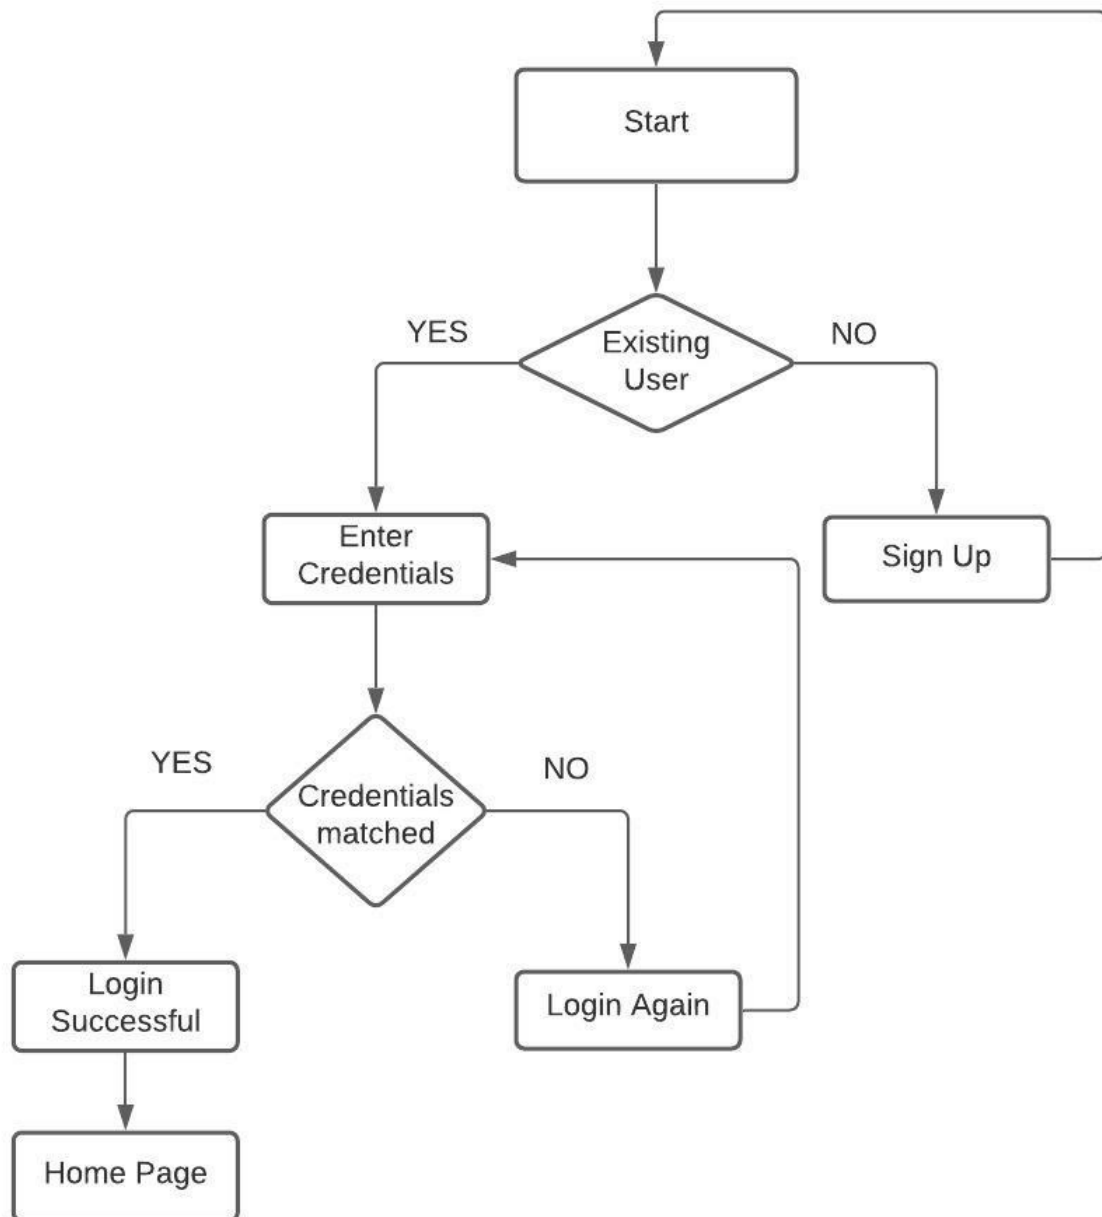 Start
YES
Existing
User
NO
Enter
Credentials
Sign Up
YES
Credentials
matched
NO
Login
Successful
Login Again
Home Page